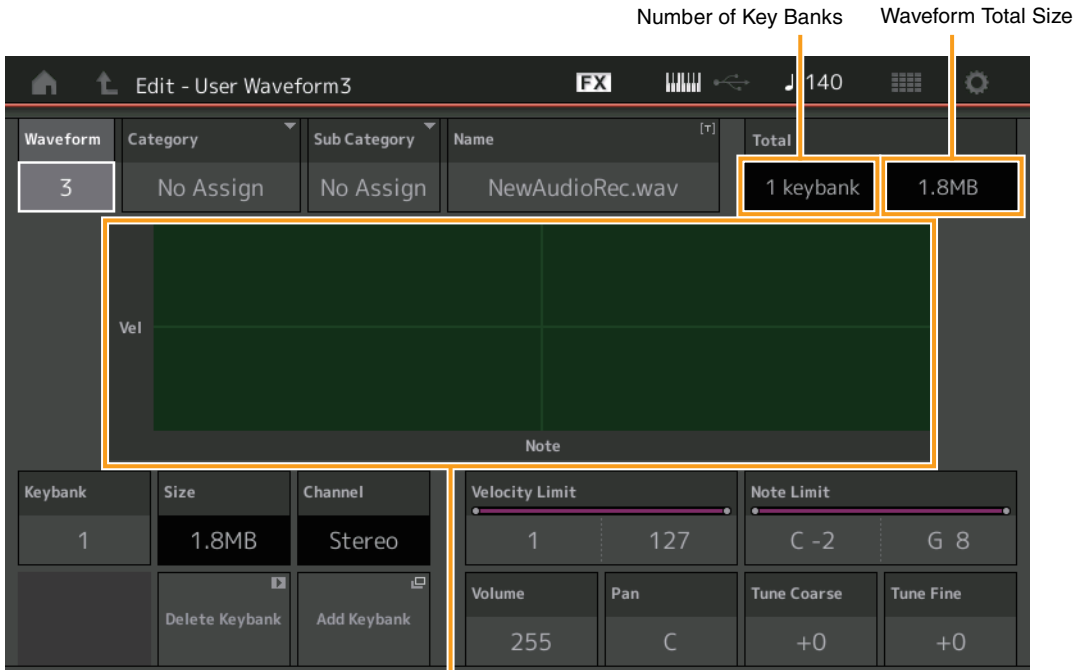 Number of Key Banks Waveform Total Size
Edit - User Waveform3 FX ♩ 140
Waveform Category Sub Category Name [T] Total
3 No Assign No Assign NewAudioRec.wav 1 keybank 1.8MB
Vel
Note
Keybank Size Channel Velocity Limit Note Limit
1 1.8MB Stereo 1 127 C -2 G 8
Delete Keybank Add Keybank Volume Pan Tune Coarse Tune Fine
255 C +0 +0